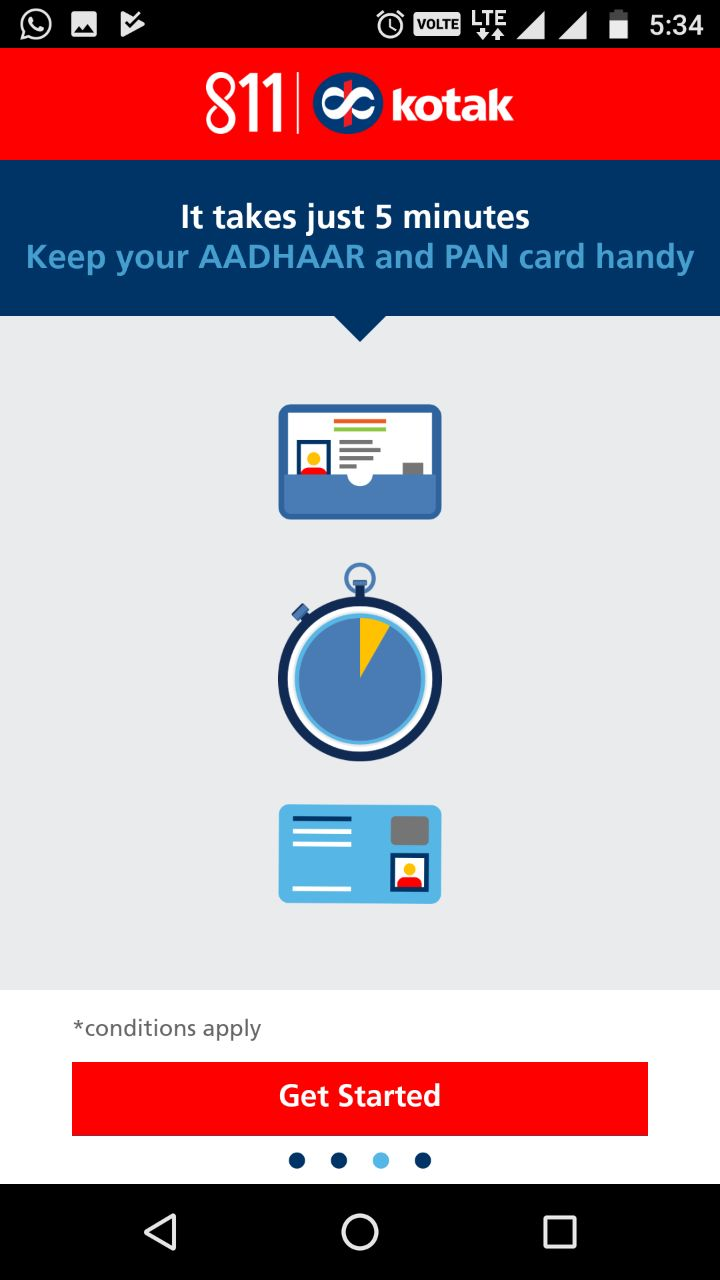 VOLTE LTE 5:34
811 kotak
It takes just 5 minutes
Keep your AADHAAR and PAN card handy
*conditions apply
Get Started